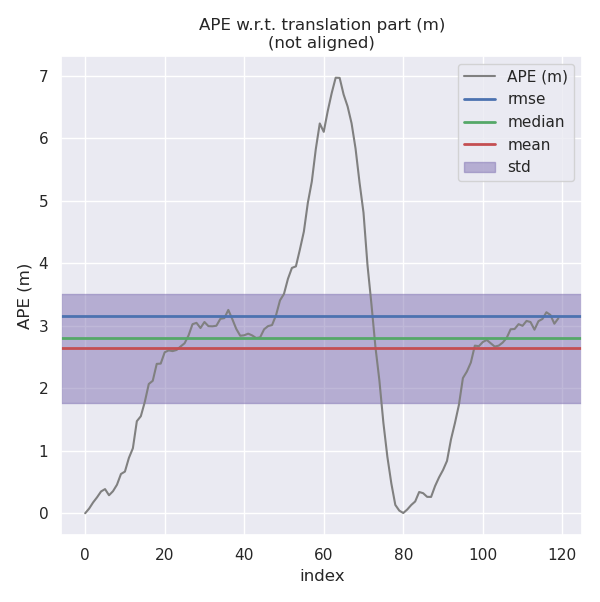 APE w.r.t. translation part (m)
(not aligned)
APE (m)
rmse
median
mean
std
APE (m)
7
6
5
4
3
2
1
0
0 20 40 60 80 100 120
index